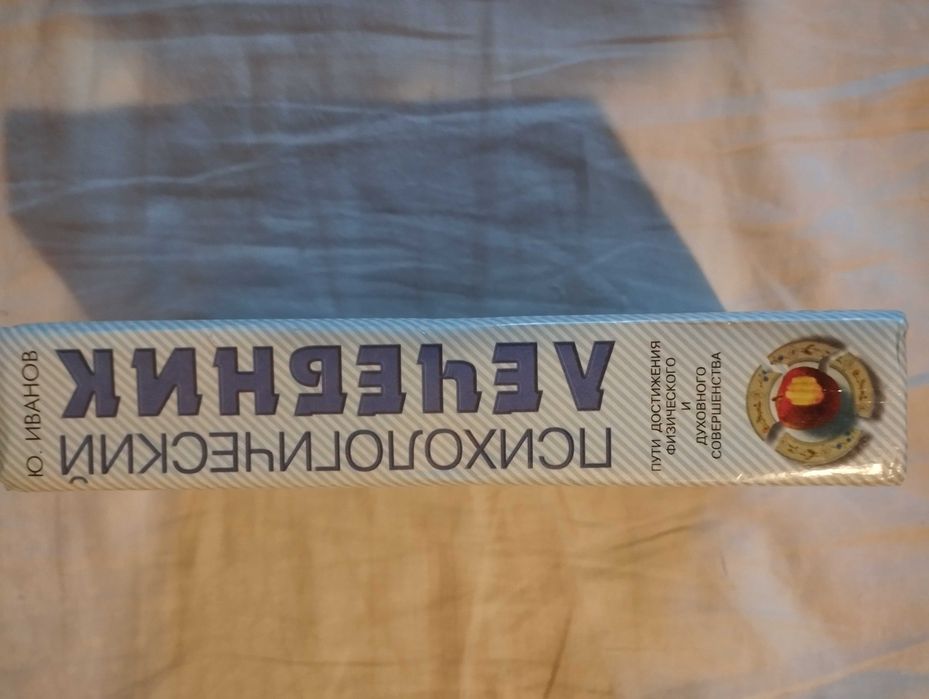 Ю. ИВАНОВ
ПСИХОЛОГИЧЕСКИЙ
ЛЕЧЕБНИК
ПУТИ ДОСТИЖЕНИЯ
ФИЗИЧЕСКОГО
И
ДУХОВНОГО
СОВЕРШЕНСТВА